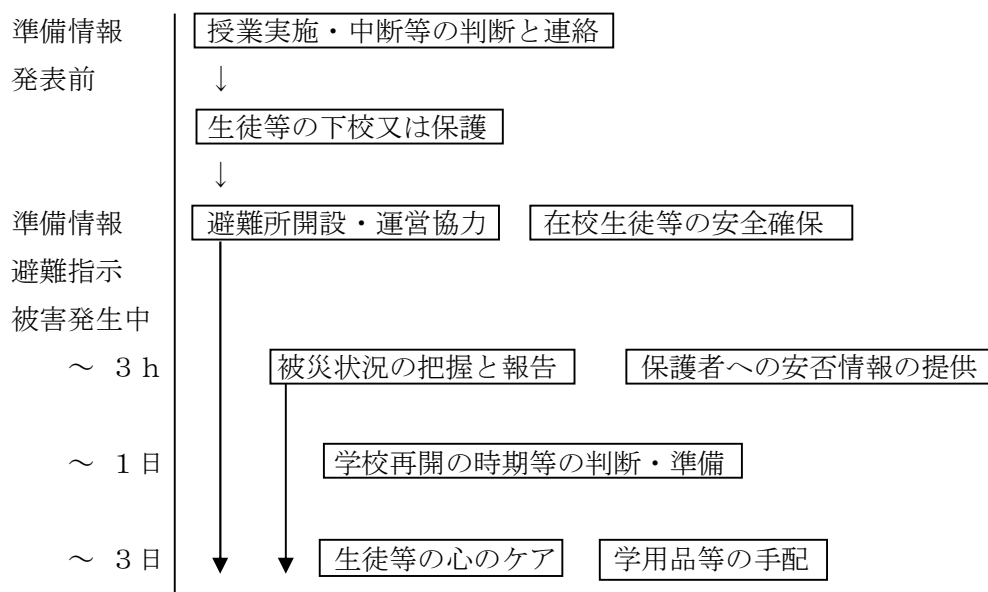 準備情報 授業実施・中断等の判断と連絡
発表前 ↓
生徒等の下校又は保護
↓
準備情報 避難所開設・運営協力 在校生徒等の安全確保
避難指示
被害発生中
～ 3ｈ 被災状況の把握と報告 保護者への安否情報の提供
～ 1日 学校再開の時期等の判断・準備
～ 3日 生徒等の心のケア 学用品等の手配